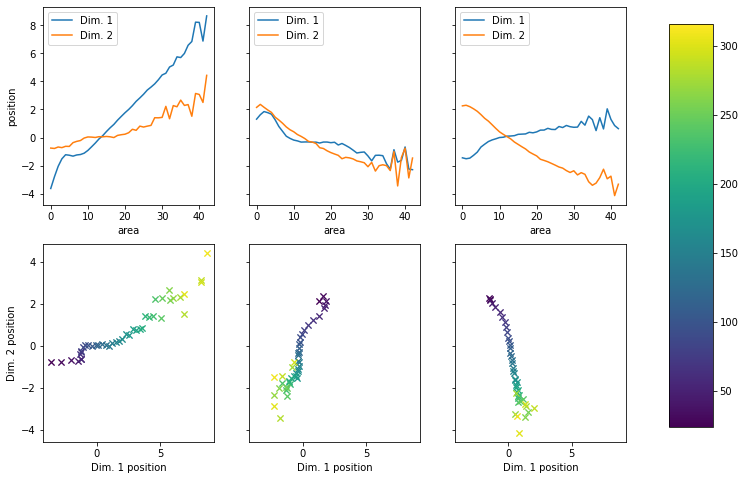 Dim. 1
Dim. 2
Dim. 1
Dim. 2
Dim. 1
Dim. 2
position
8
6
4
2
0
−2
−4
0 10 20 30 40
0 10 20 30 40
0 10 20 30 40
area
area
area
Dim. 2 position
4
2
0
−2
−4
0 5
0 5
0 5
Dim. 1 position
Dim. 1 position
Dim. 1 position
300
250
200
150
100
50